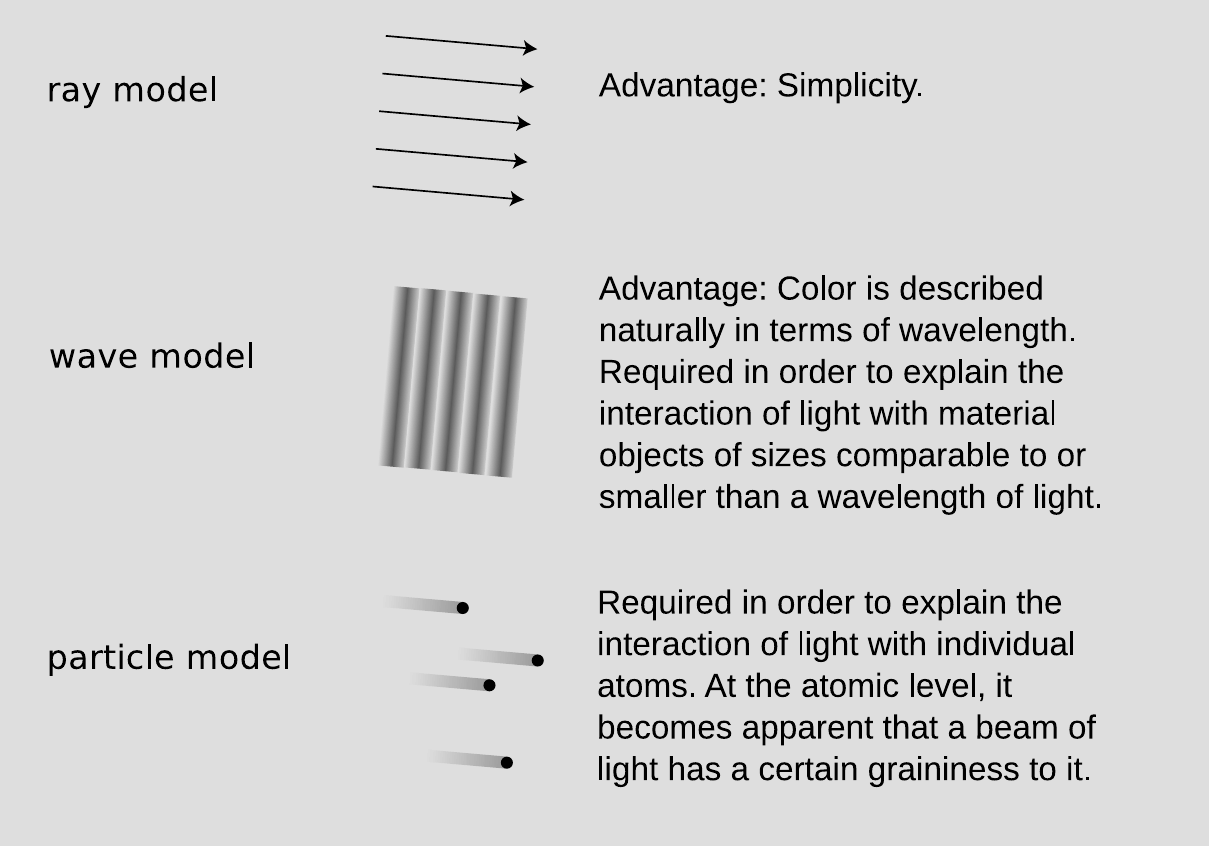 ray model
Advantage: Simplicity.
wave model
Advantage: Color is described
naturally in terms of wavelength.
Required in order to explain the
interaction of light with material
objects of sizes comparable to or
smaller than a wavelength of light.
particle model
Required in order to explain the
interaction of light with individual
atoms. At the atomic level, it
becomes apparent that a beam of
light has a certain graininess to it.